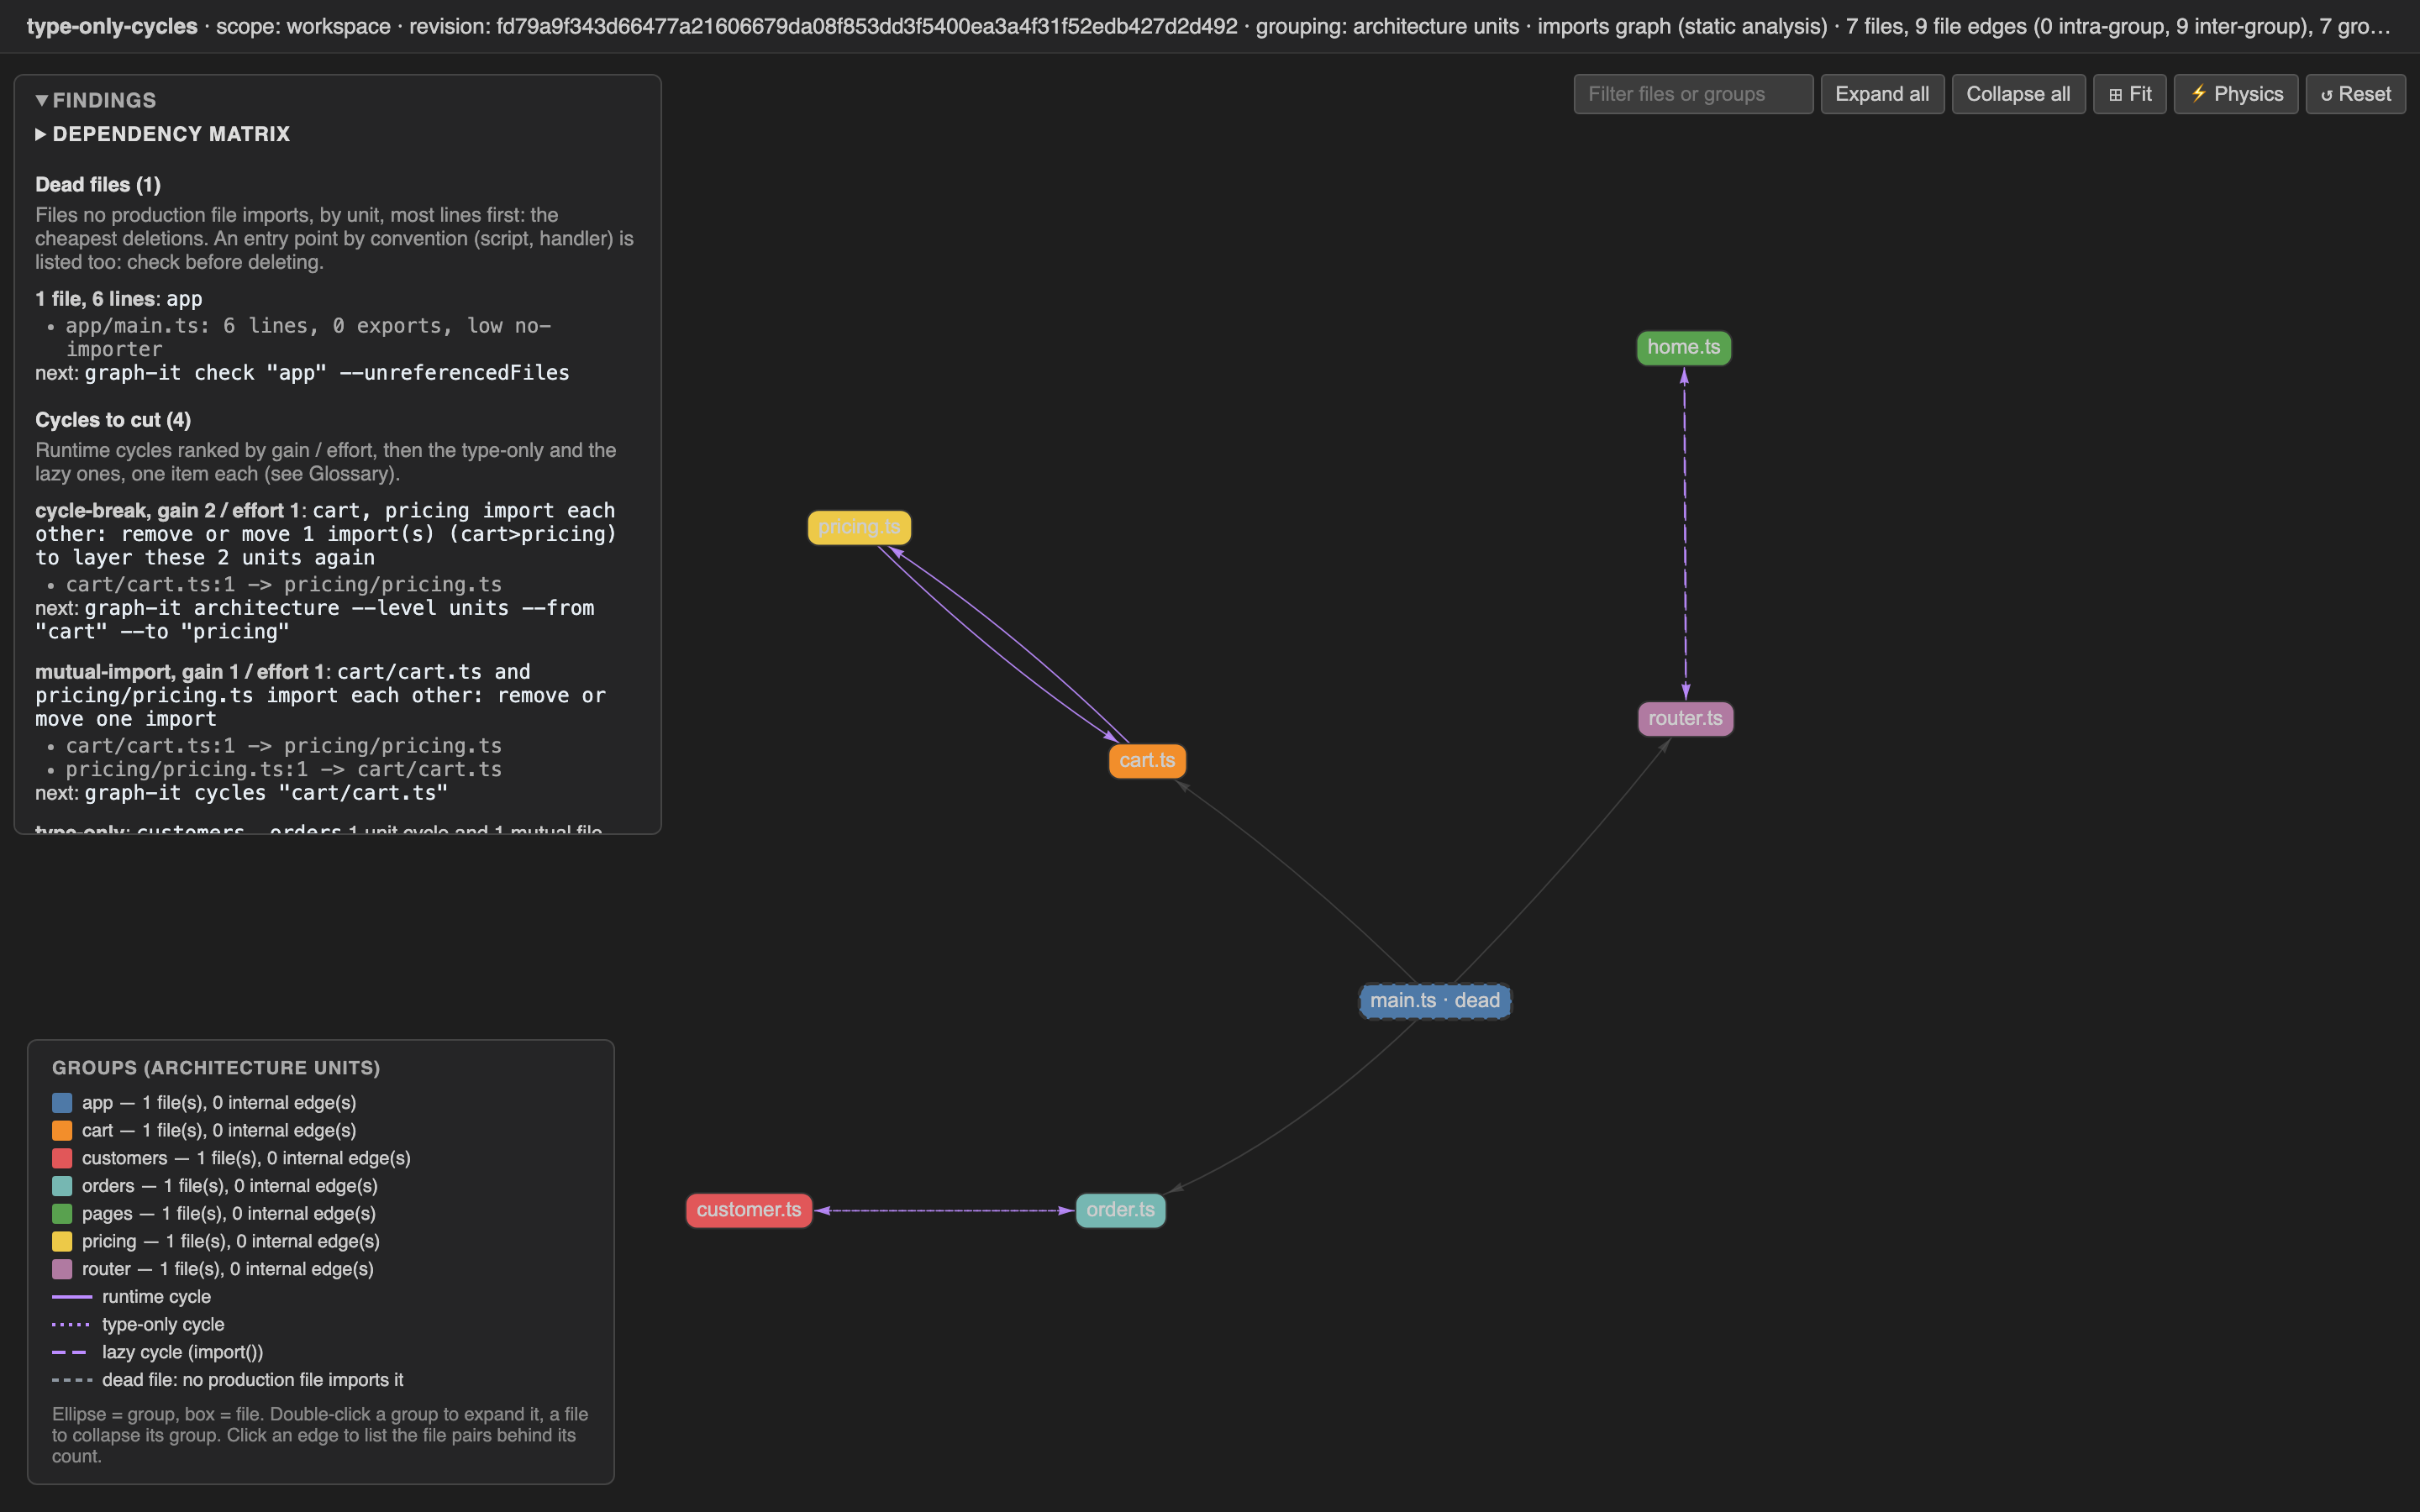 type-only-cycles · scope: workspace · revision: fd79a9f343d66477a21606679da08f853dd3f5400ea3a4f31f52edb427d2d492 · grouping: architecture units · imports graph (static analysis) · 7 files, 9 file edges (0 intra-group, 9 inter-group), 7 gro…
▼FINDINGS
▶DEPENDENCY MATRIX
Dead files (1)
Files no production file imports, by unit, most lines first: the
cheapest deletions. An entry point by convention (script, handler) is
listed too: check before deleting.
1 file, 6 lines: app
• app/main.ts: 6 lines, 0 exports, low no-
importer
next: graph-it check "app" --unreferencedFiles
Cycles to cut (4)
Runtime cycles ranked by gain / effort, then the type-only and the
lazy ones, one item each (see Glossary).
cycle-break, gain 2 / effort 1: cart, pricing import each
other: remove or move 1 import(s) (cart>pricing)
to layer these 2 units again
• cart/cart.ts:1 -> pricing/pricing.ts
next: graph-it architecture --level units --from
"cart" --to "pricing"
mutual-import, gain 1 / effort 1: cart/cart.ts and
pricing/pricing.ts import each other: remove or
move one import
• cart/cart.ts:1 -> pricing/pricing.ts
• pricing/pricing.ts:1 -> cart/cart.ts
next: graph-it cycles "cart/cart.ts"
type-only: customers, orders 1 unit cycle and 1 mutual file
Filter files or groups
Expand all
Collapse all
⊞ Fit
⚡ Physics
↺ Reset
home.ts
pricing.ts
router.ts
cart.ts
main.ts · dead
customer.ts
order.ts
GROUPS (ARCHITECTURE UNITS)
app — 1 file(s), 0 internal edge(s)
cart — 1 file(s), 0 internal edge(s)
customers — 1 file(s), 0 internal edge(s)
orders — 1 file(s), 0 internal edge(s)
pages — 1 file(s), 0 internal edge(s)
pricing — 1 file(s), 0 internal edge(s)
router — 1 file(s), 0 internal edge(s)
runtime cycle
type-only cycle
lazy cycle (import())
dead file: no production file imports it
Ellipse = group, box = file. Double-click a group to expand it, a file
to collapse its group. Click an edge to list the file pairs behind its
count.